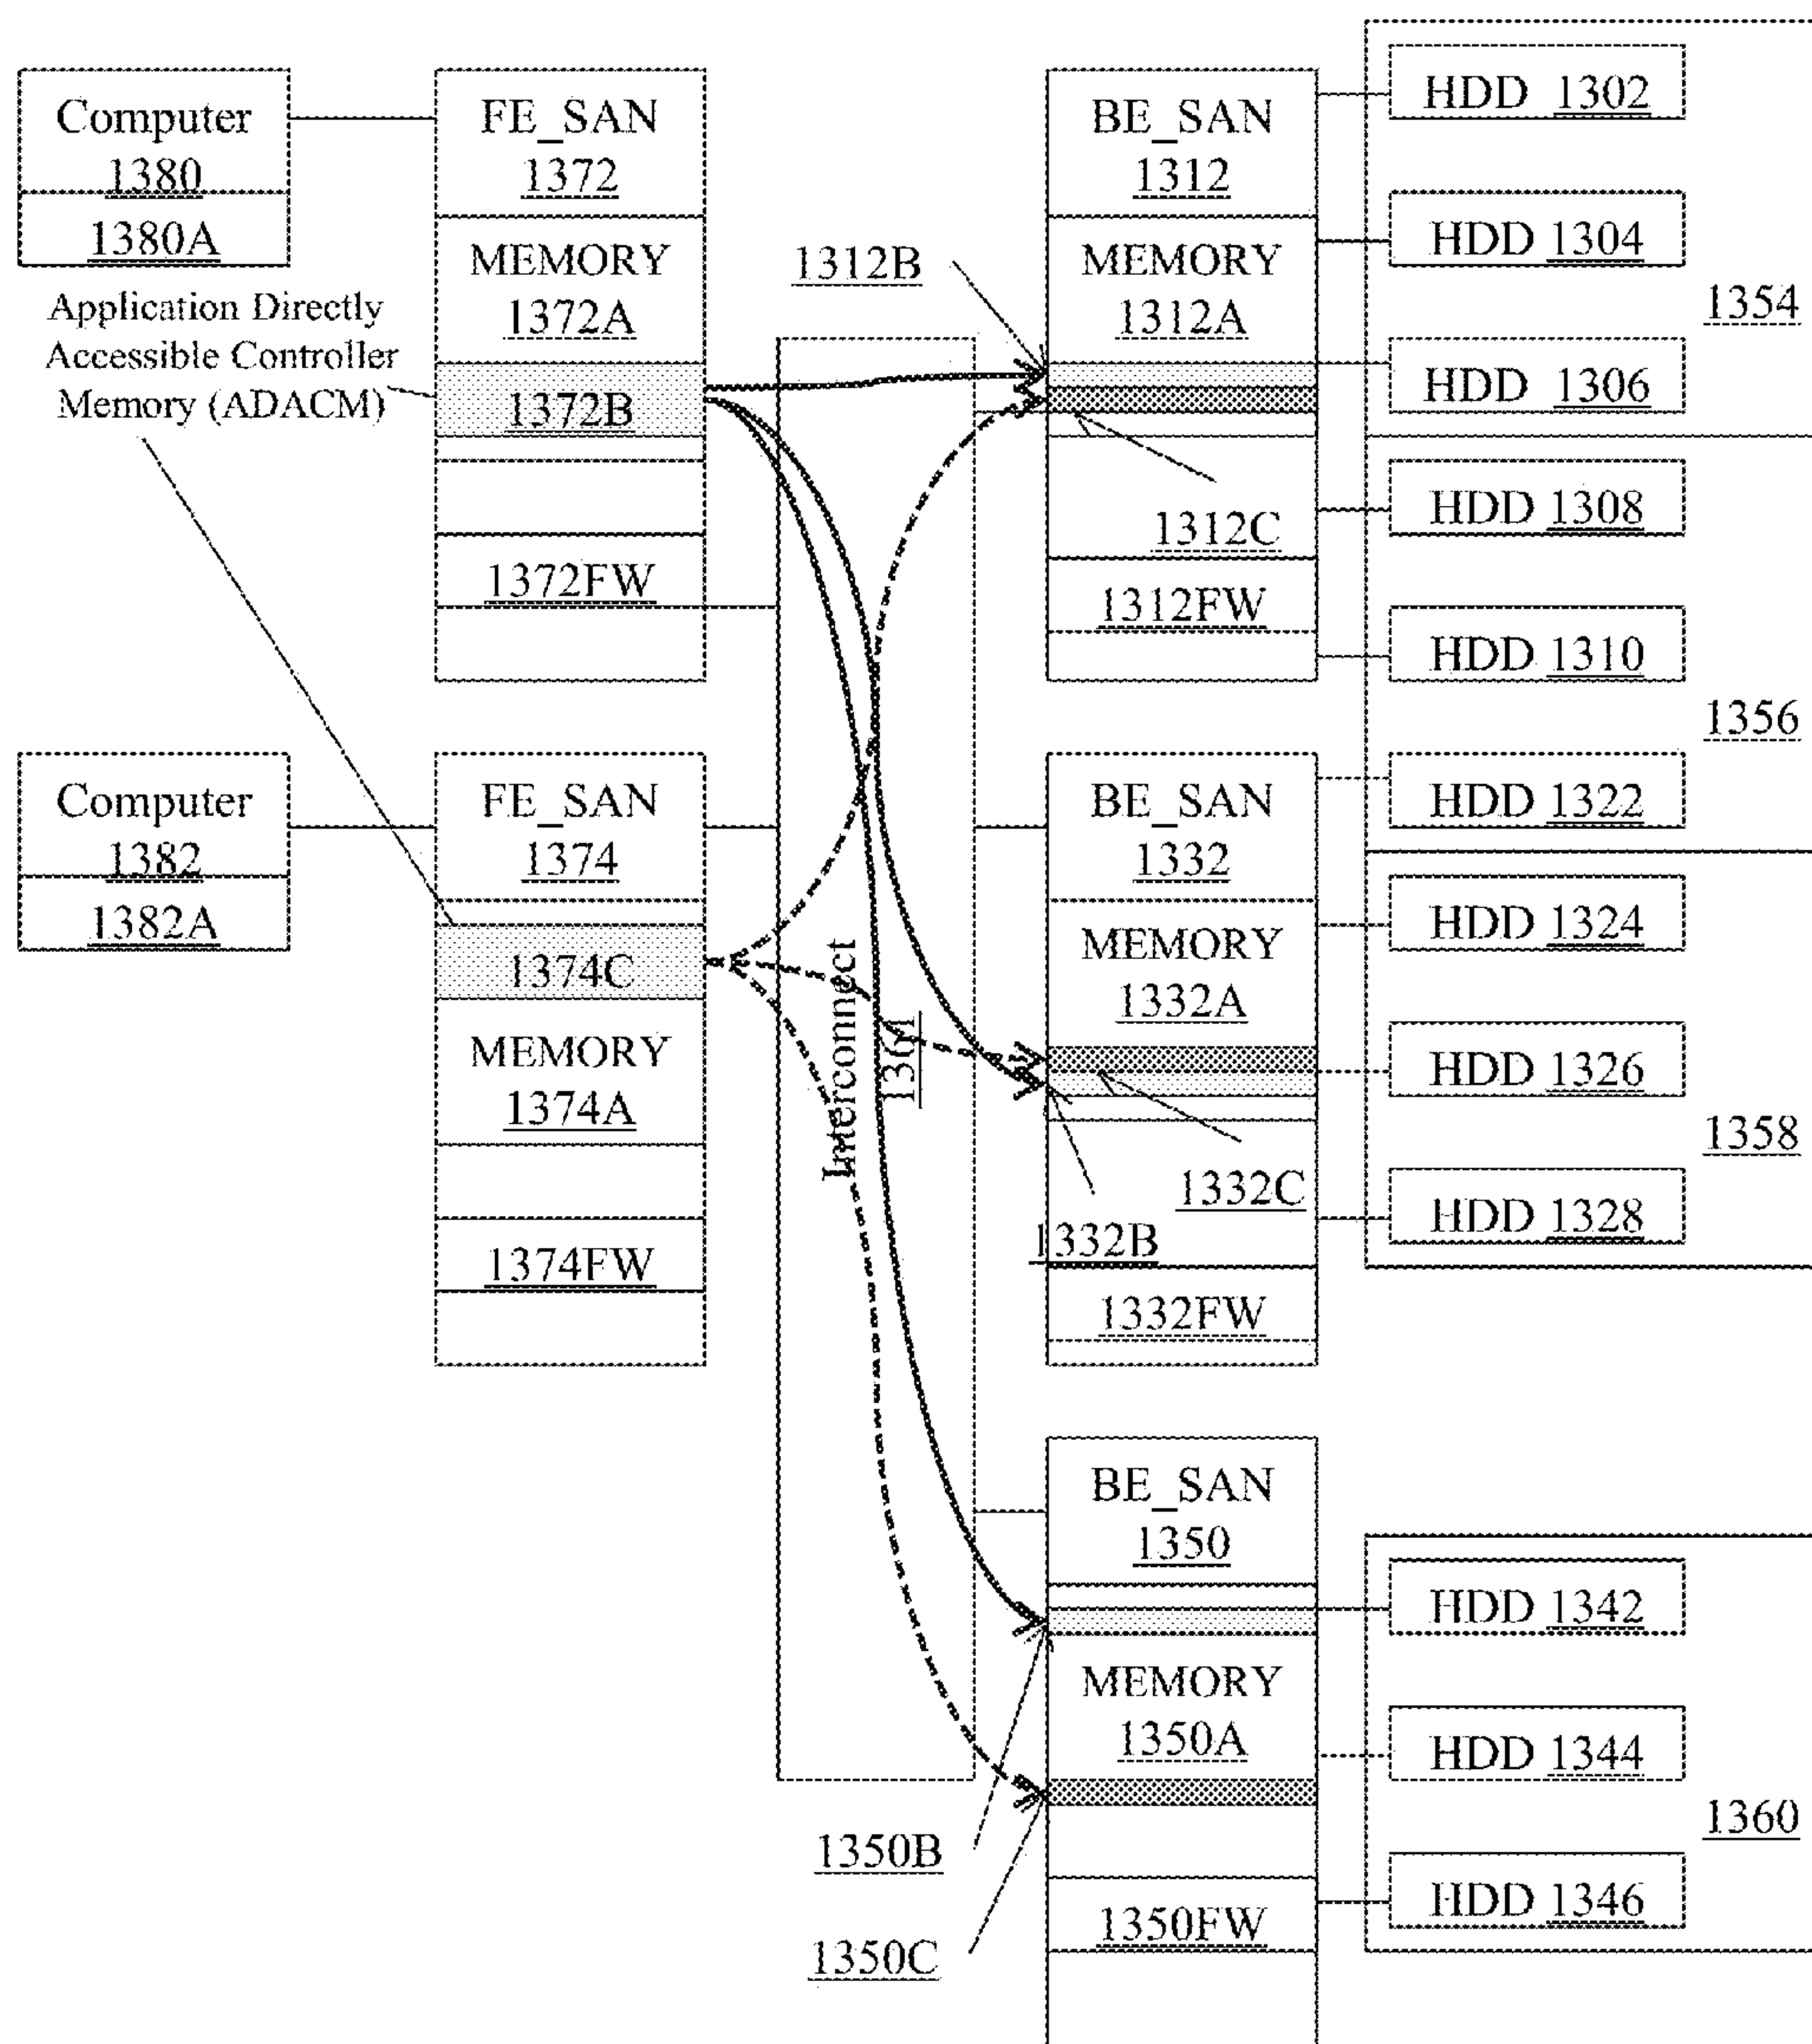 Computer
1380
1380A
Application Directly
Accessible Controller
Memory (ADACM)
FE_SAN
1372
MEMORY
1372A
1372B
1372FW
Computer
1382
1382A
FE_SAN
1374
1374C
MEMORY
1374A
1374FW
Interconnect
1312B
BE_SAN
1312
MEMORY
1312A
1312C
1312FW
BE_SAN
1332
MEMORY
1332A
1332C
1332B
1332FW
BE_SAN
1350
MEMORY
1350A
1350B
1350C
1350FW
HDD 1302
HDD 1304
1354
HDD 1306
HDD 1308
HDD 1310
1356
HDD 1322
HDD 1324
HDD 1326
1358
HDD 1328
HDD 1342
HDD 1344
1360
HDD 1346